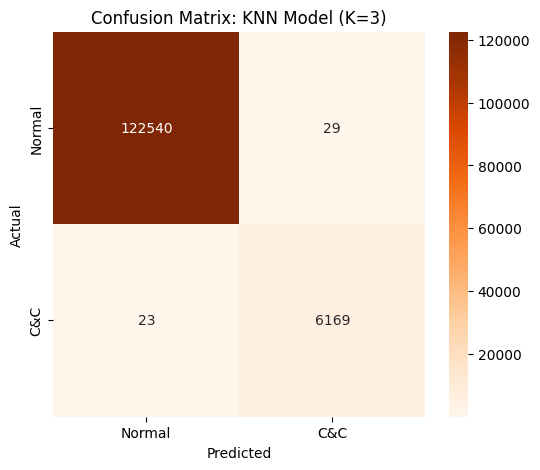 Confusion Matrix: KNN Model (K=3)
Actual
Normal
C&C
122540
29
23
6169
Normal
C&C
Predicted
120000
100000
80000
60000
40000
20000